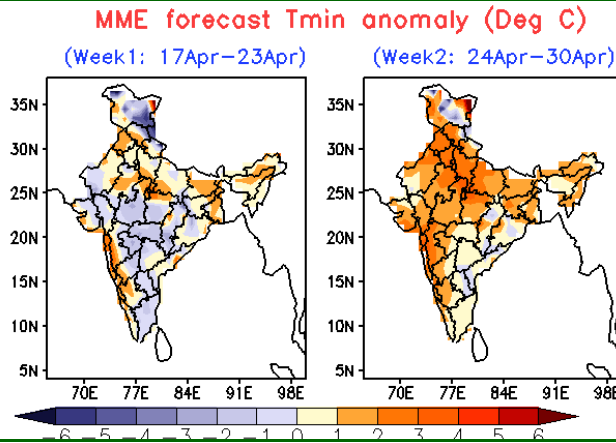 MME forecast Tmin anomaly (Deg C)
(Week1: 17Apr-23Apr) (Week2: 24Apr-30Apr)
35N 35N
30N 30N
25N 25N
20N 20N
15N 15N
10N 10N
5N 5N
70E 77E 84E 91E 98E 70E 77E 84E 91E 98E
-6 -5 -4 -3 -2 -1 0 1 2 3 4 5 6